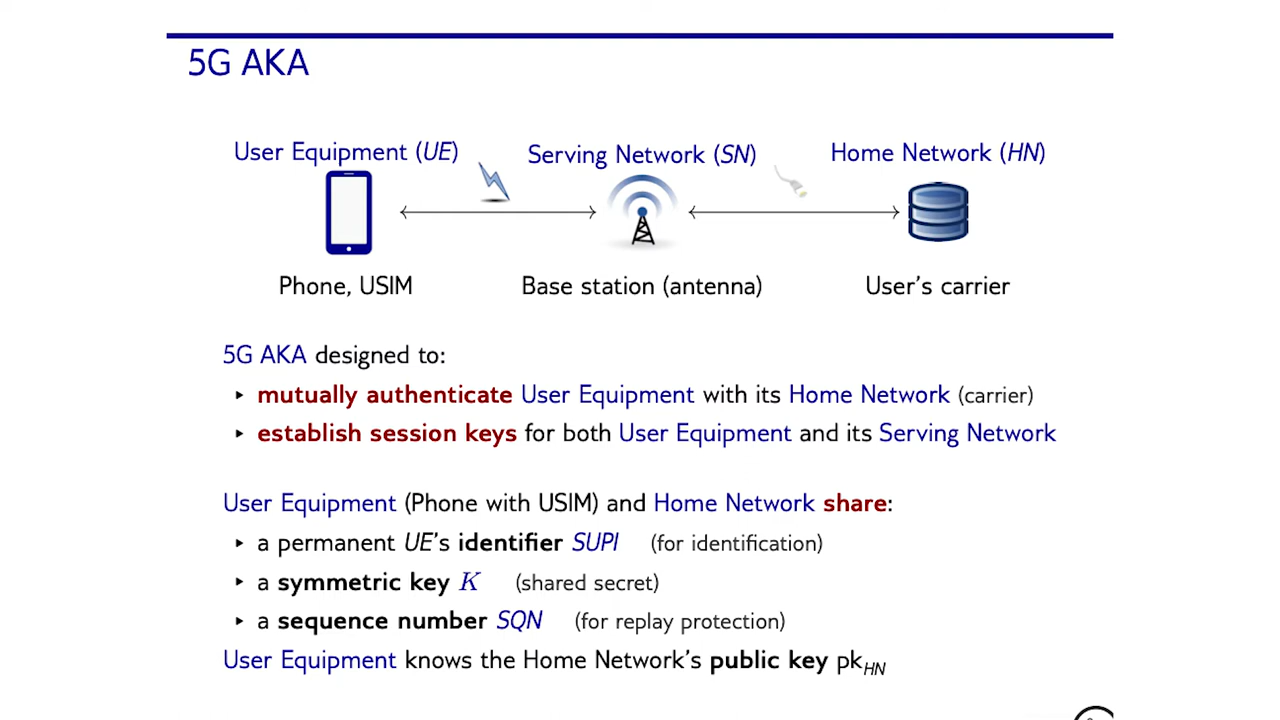 5G AKA
User Equipment (UE)
Serving Network (SN)
Home Network (HN)
Phone, USIM
Base station (antenna)
User's carrier
5G AKA designed to:
▸ mutually authenticate User Equipment with its Home Network (carrier)
▸ establish session keys for both User Equipment and its Serving Network
User Equipment (Phone with USIM) and Home Network share:
▸ a permanent UE's identifier SUPI (for identification)
▸ a symmetric key K (shared secret)
▸ a sequence number SQN (for replay protection)
User Equipment knows the Home Network's public key pk_HN